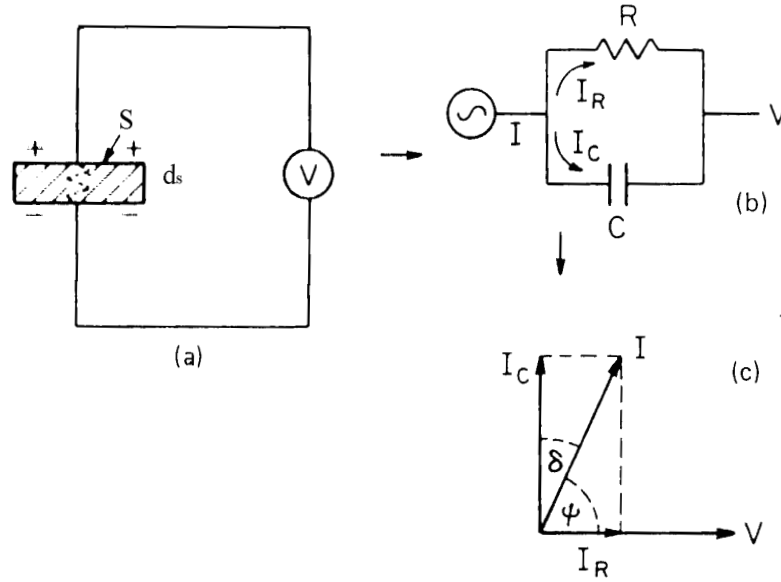 S
+ +
ds
V
− −
(a)
R
I_R
I
I_C
C
V
(b)
I_C
I
(c)
δ
ψ
V
I_R